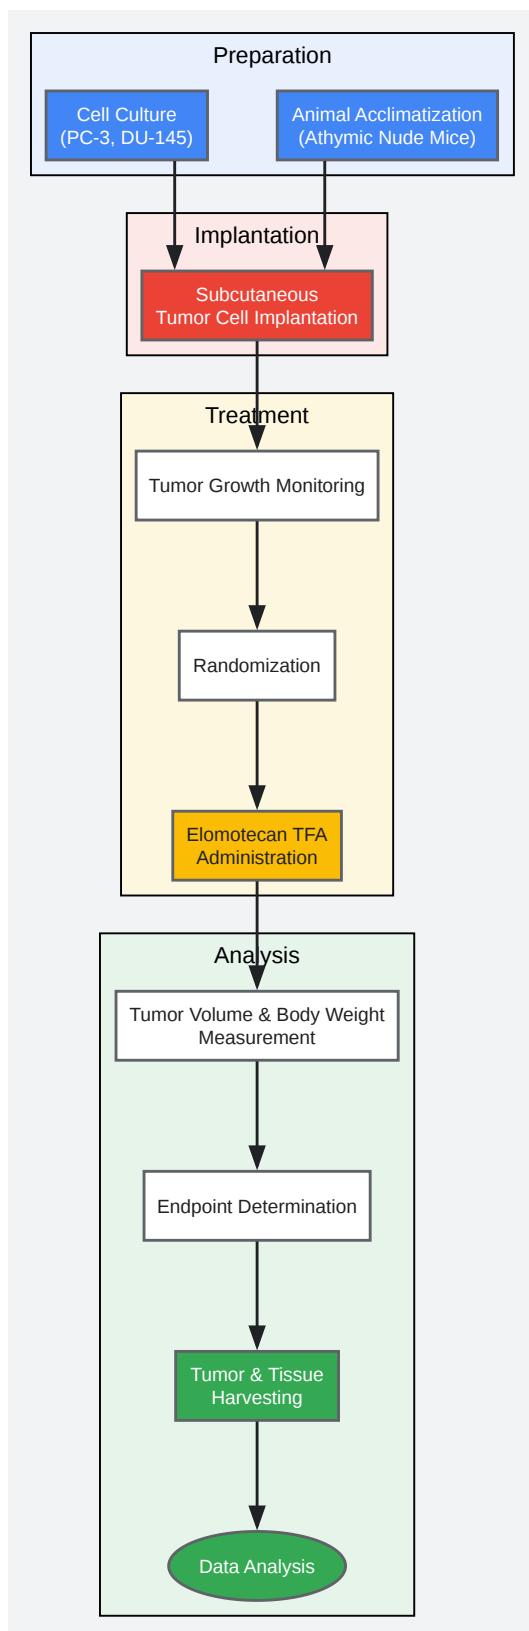 Preparation
Cell Culture
(PC-3, DU-145)
Animal Acclimatization
(Athymic Nude Mice)
Implantation
Subcutaneous
Tumor Cell Implantation
Treatment
Tumor Growth Monitoring
Randomization
Elomotecan TFA
Administration
Analysis
Tumor Volume & Body Weight
Measurement
Endpoint Determination
Tumor & Tissue
Harvesting
Data Analysis